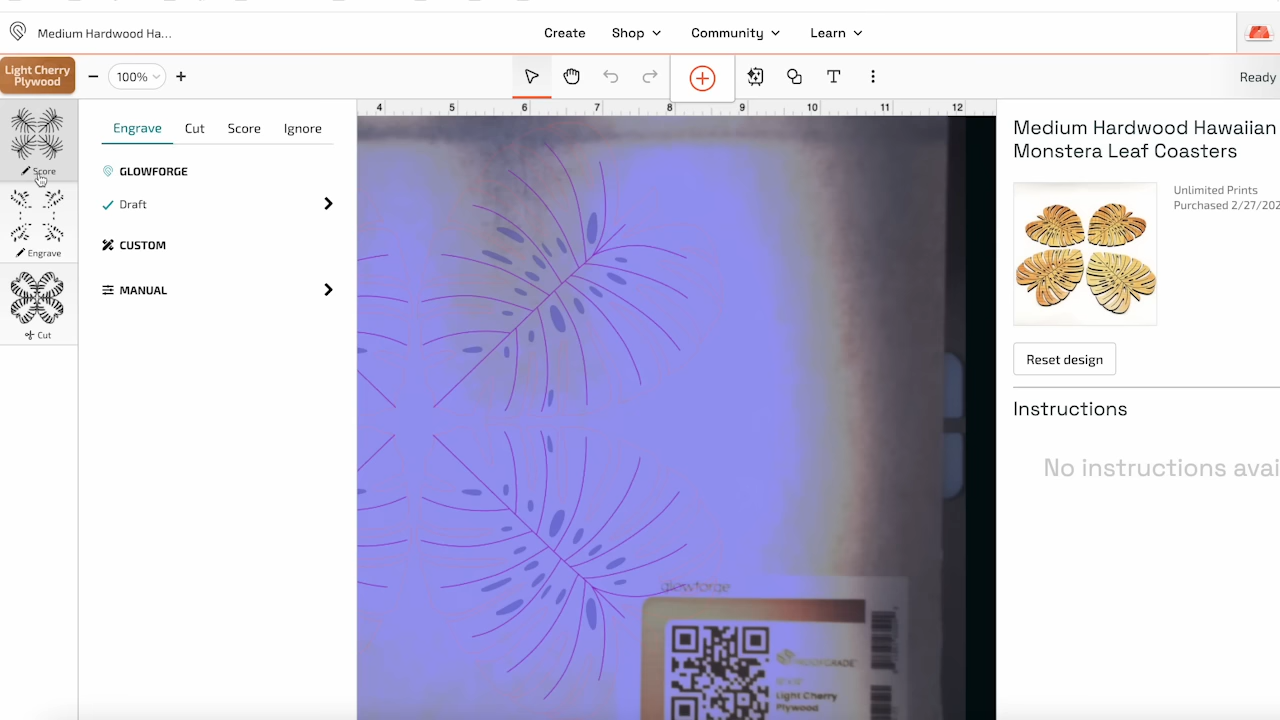 Medium Hardwood Ha...
Create
Shop
Community
Learn
Light Cherry
Plywood
100%
Ready
4 5 6 7 8 9 10 11 12
Score
Engrave
Cut
Engrave Cut Score Ignore
GLOWFORGE
Draft
CUSTOM
MANUAL
Medium Hardwood Hawaiian
Monstera Leaf Coasters
Unlimited Prints
Purchased 2/27/202
Reset design
Instructions
No instructions avai
glowforge
PROOFGRADE
Light Cherry
Plywood